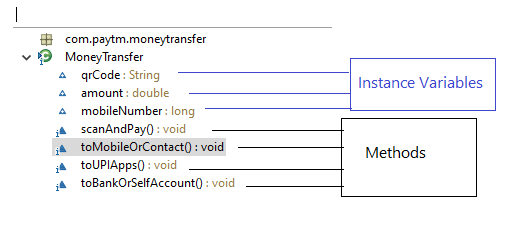 com.paytm.moneytransfer
MoneyTransfer
qrCode : String
amount : double
mobileNumber : long
scanAndPay() : void
toMobileOrContact() : void
toUPIApps() : void
toBankOrSelfAccount() : void
Instance Variables
Methods